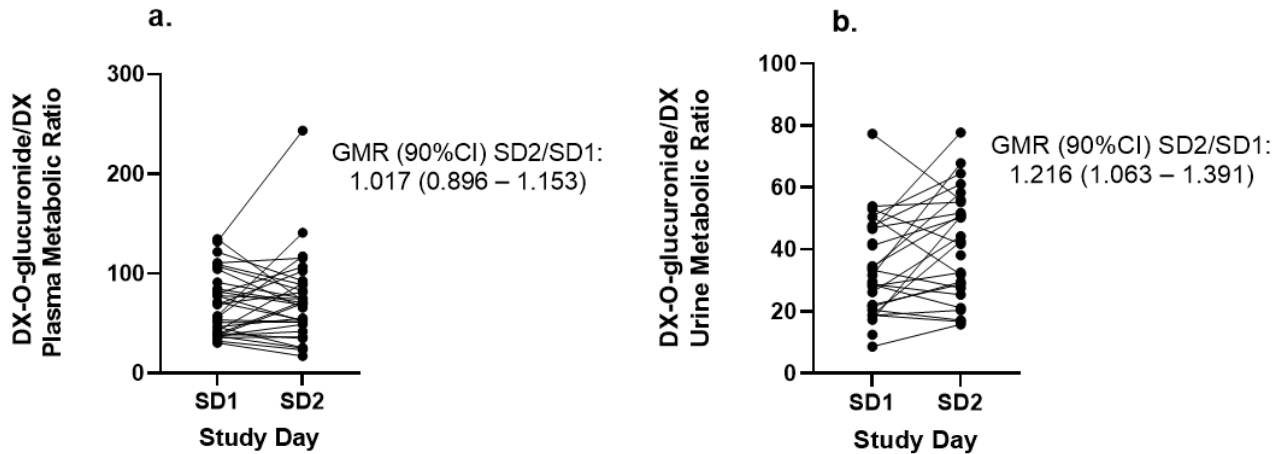 a.
DX-O-glucuronide/DX
Plasma Metabolic Ratio
300
200
100
0
GMR (90%CI) SD2/SD1:
1.017 (0.896 – 1.153)
SD1 SD2
Study Day
b.
DX-O-glucuronide/DX
Urine Metabolic Ratio
100
80
60
40
20
0
GMR (90%CI) SD2/SD1:
1.216 (1.063 – 1.391)
SD1 SD2
Study Day